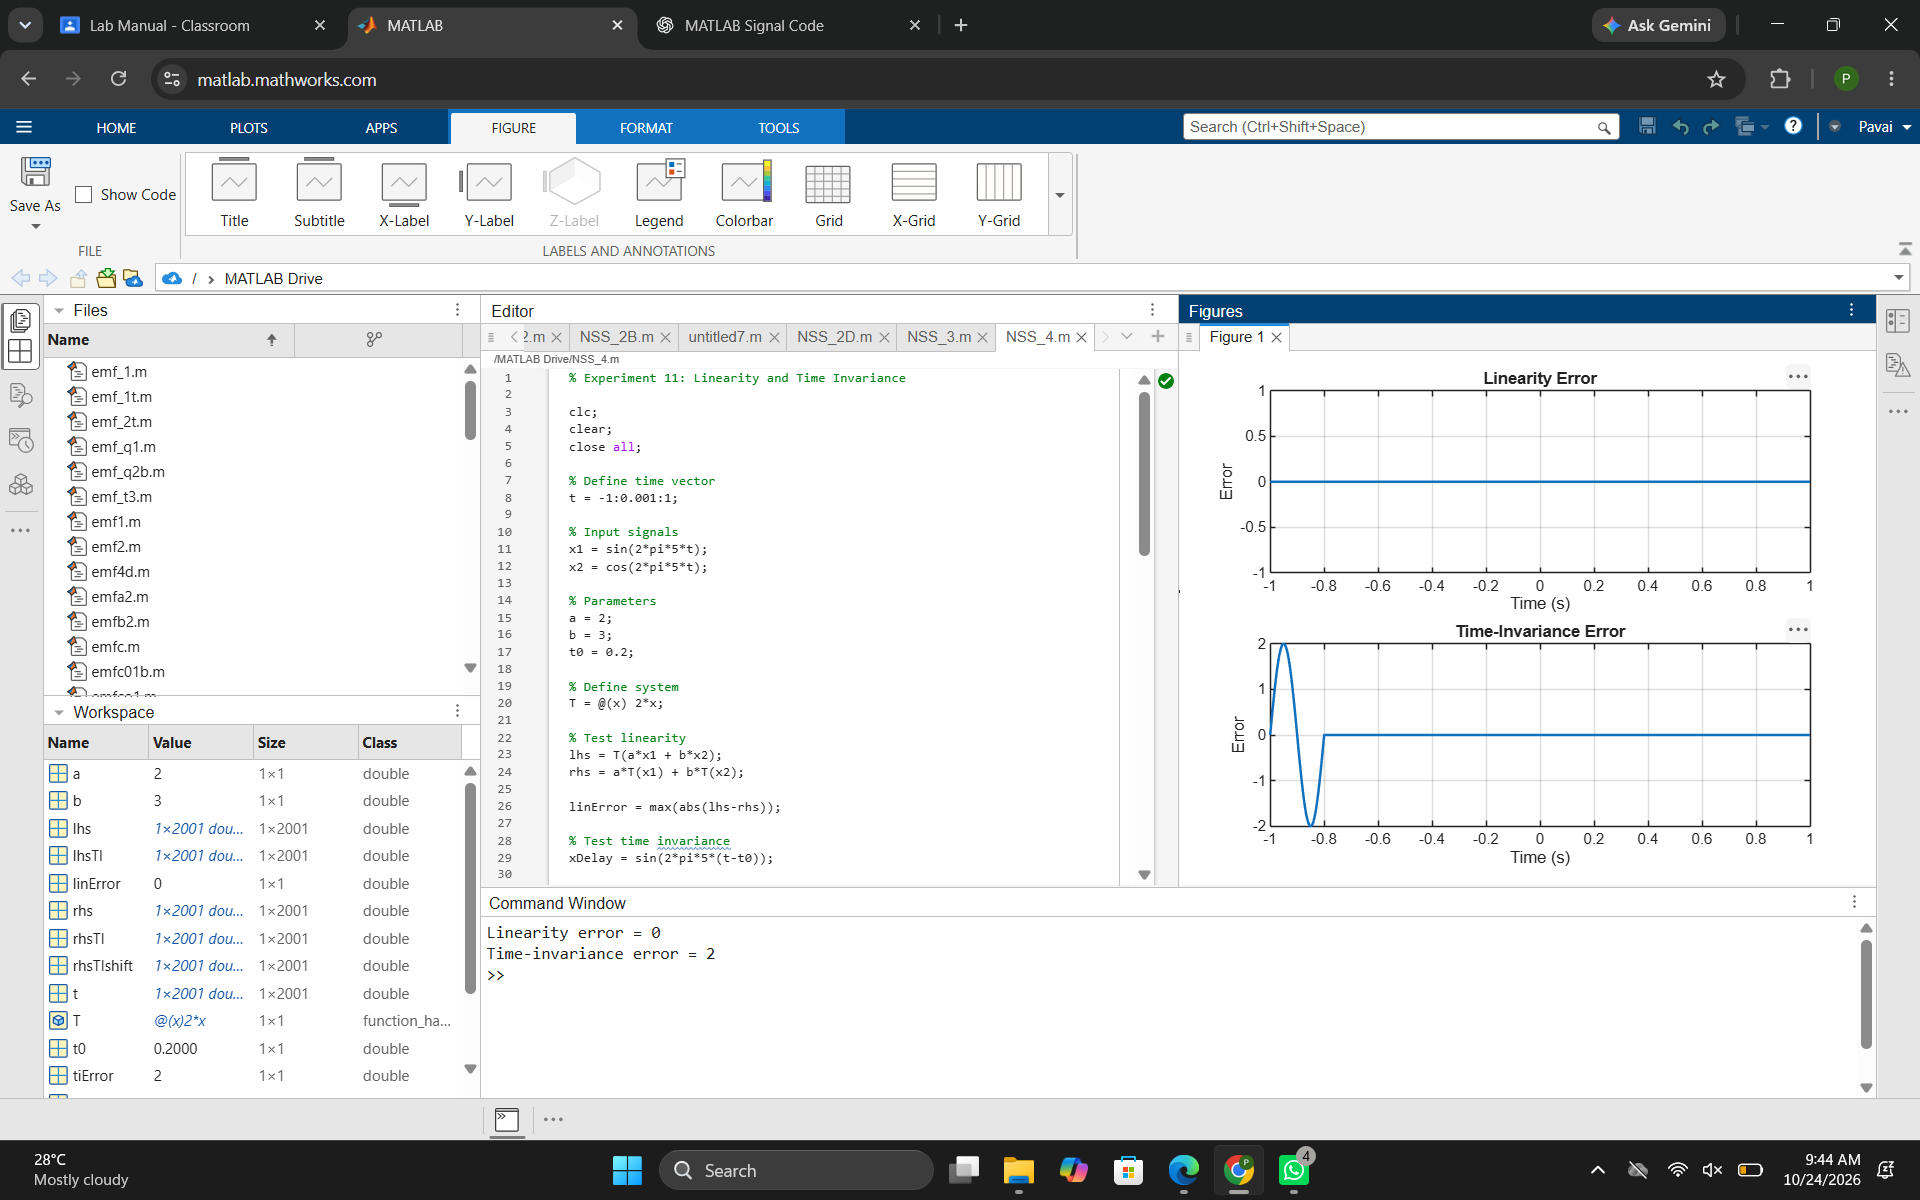 Lab Manual - Classroom
MATLAB
MATLAB Signal Code
Ask Gemini
matlab.mathworks.com
P
HOME
PLOTS
APPS
FIGURE
FORMAT
TOOLS
Search (Ctrl+Shift+Space)
Pavai
Save As
Show Code
Title
Subtitle
X-Label
Y-Label
Z-Label
Legend
Colorbar
Grid
X-Grid
Y-Grid
FILE
LABELS AND ANNOTATIONS
/ › MATLAB Drive
Files
Name
emf_1.m
emf_1t.m
emf_2t.m
emf_q1.m
emf_q2b.m
emf_t3.m
emf1.m
emf2.m
emf4d.m
emfa2.m
emfb2.m
emfc.m
emfc01b.m
Workspace
Name Value Size Class
a 2 1×1 double
b 3 1×1 double
lhs 1×2001 dou... 1×2001 double
lhsTI 1×2001 dou... 1×2001 double
linError 0 1×1 double
rhs 1×2001 dou... 1×2001 double
rhsTI 1×2001 dou... 1×2001 double
rhsTIshift 1×2001 dou... 1×2001 double
t 1×2001 dou... 1×2001 double
T @(x)2*x 1×1 function_ha...
t0 0.2000 1×1 double
tiError 2 1×1 double
Editor
2.m
NSS_2B.m
untitled7.m
NSS_2D.m
NSS_3.m
NSS_4.m
/MATLAB Drive/NSS_4.m
1 % Experiment 11: Linearity and Time Invariance
2
3 clc;
4 clear;
5 close all;
6
7 % Define time vector
8 t = -1:0.001:1;
9
10 % Input signals
11 x1 = sin(2*pi*5*t);
12 x2 = cos(2*pi*5*t);
13
14 % Parameters
15 a = 2;
16 b = 3;
17 t0 = 0.2;
18
19 % Define system
20 T = @(x) 2*x;
21
22 % Test linearity
23 lhs = T(a*x1 + b*x2);
24 rhs = a*T(x1) + b*T(x2);
25
26 linError = max(abs(lhs-rhs));
27
28 % Test time invariance
29 xDelay = sin(2*pi*5*(t-t0));
30
Figures
Figure 1
Linearity Error
1
0.5
0
-0.5
-1
Error
-1 -0.8 -0.6 -0.4 -0.2 0 0.2 0.4 0.6 0.8 1
Time (s)
Time-Invariance Error
2
1
0
-1
-2
Error
-1 -0.8 -0.6 -0.4 -0.2 0 0.2 0.4 0.6 0.8 1
Time (s)
Command Window
Linearity error = 0
Time-invariance error = 2
>>
28°C
Mostly cloudy
Search
4
9:44 AM
10/24/2026